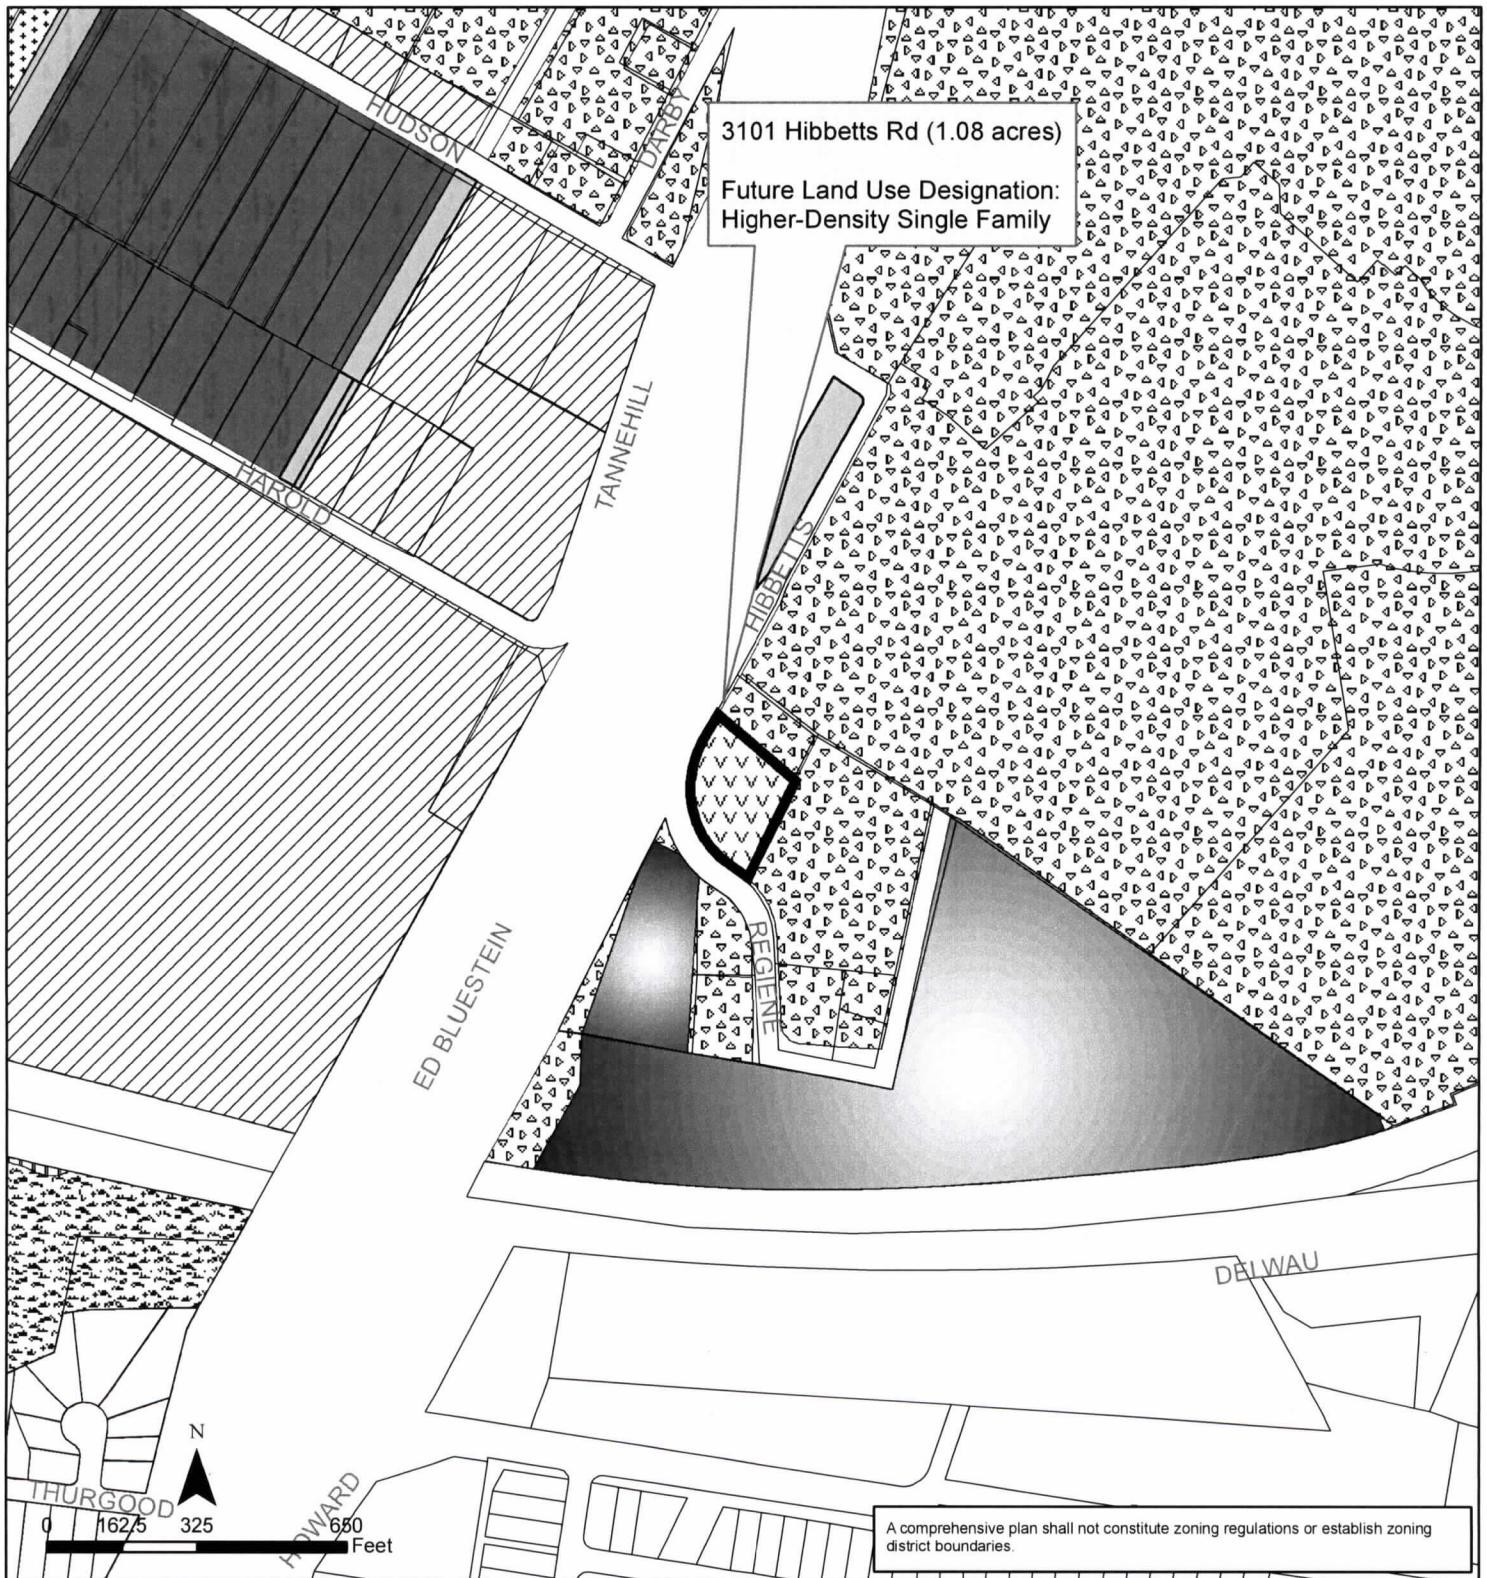 HUDSON
DARBY
3101 Hibbetts Rd (1.08 acres)
Future Land Use Designation:
Higher-Density Single Family
TANNEHILL
HAROLD
HIBBETTS
REGIENE
ED BLUESTEIN
DELWAU
N
THURGOOD
HOWARD
0 162.5 325 650
Feet
A comprehensive plan shall not constitute zoning regulations or establish zoning
district boundaries.